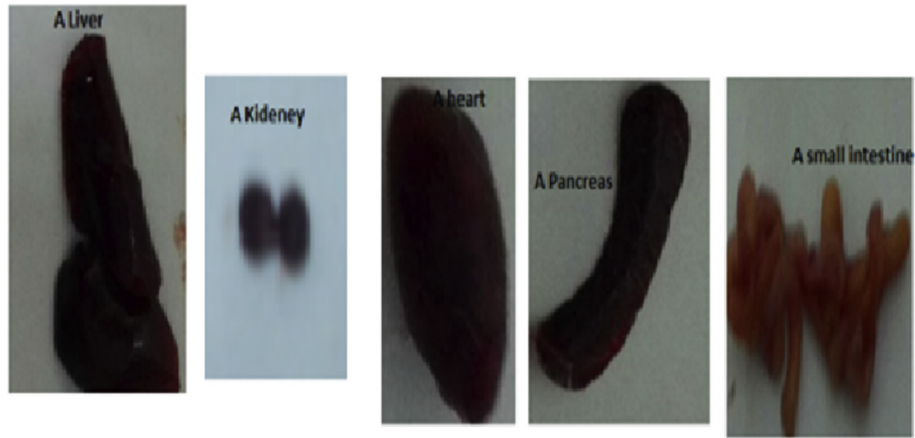 A Liver
A Kideney
A heart
A Pancreas
A small intestine